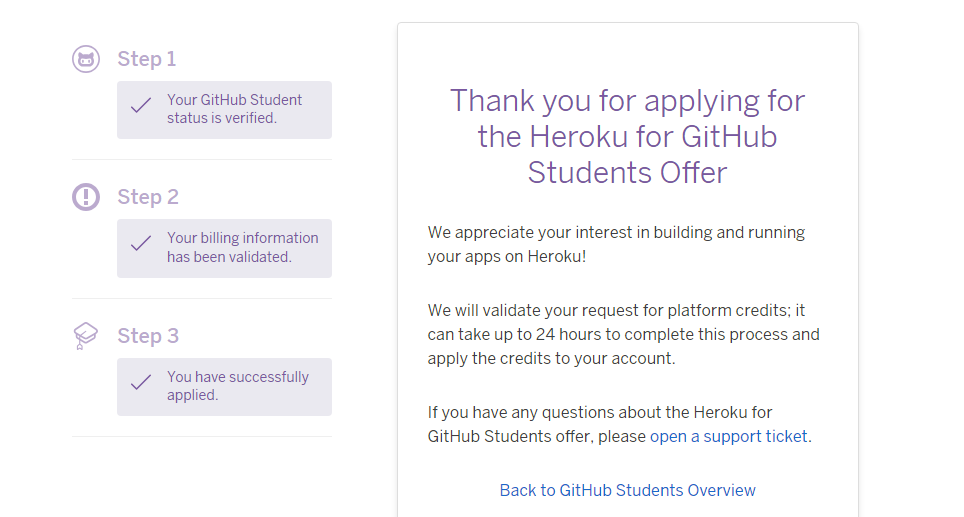 Step 1
Your GitHub Student
status is verified.
Step 2
Your billing information
has been validated.
Step 3
You have successfully
applied.
Thank you for applying for
the Heroku for GitHub
Students Offer
We appreciate your interest in building and running
your apps on Heroku!
We will validate your request for platform credits; it
can take up to 24 hours to complete this process and
apply the credits to your account.
If you have any questions about the Heroku for
GitHub Students offer, please open a support ticket.
Back to GitHub Students Overview